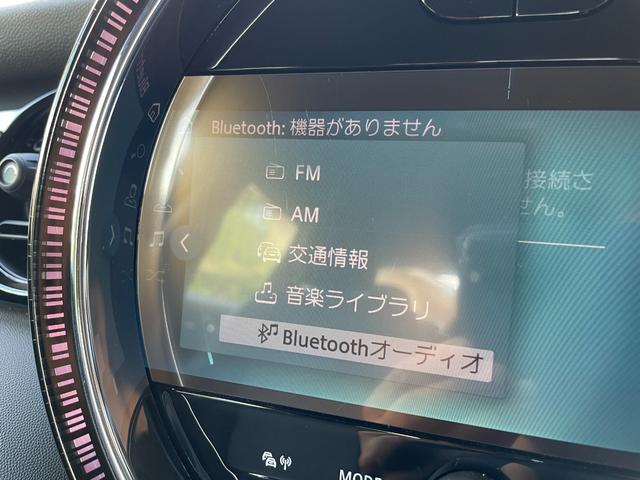 Bluetooth: 機器がありません
FM
AM
交通情報
音楽ライブラリ
Bluetoothオーディオ
接続さ
せん。
MODE